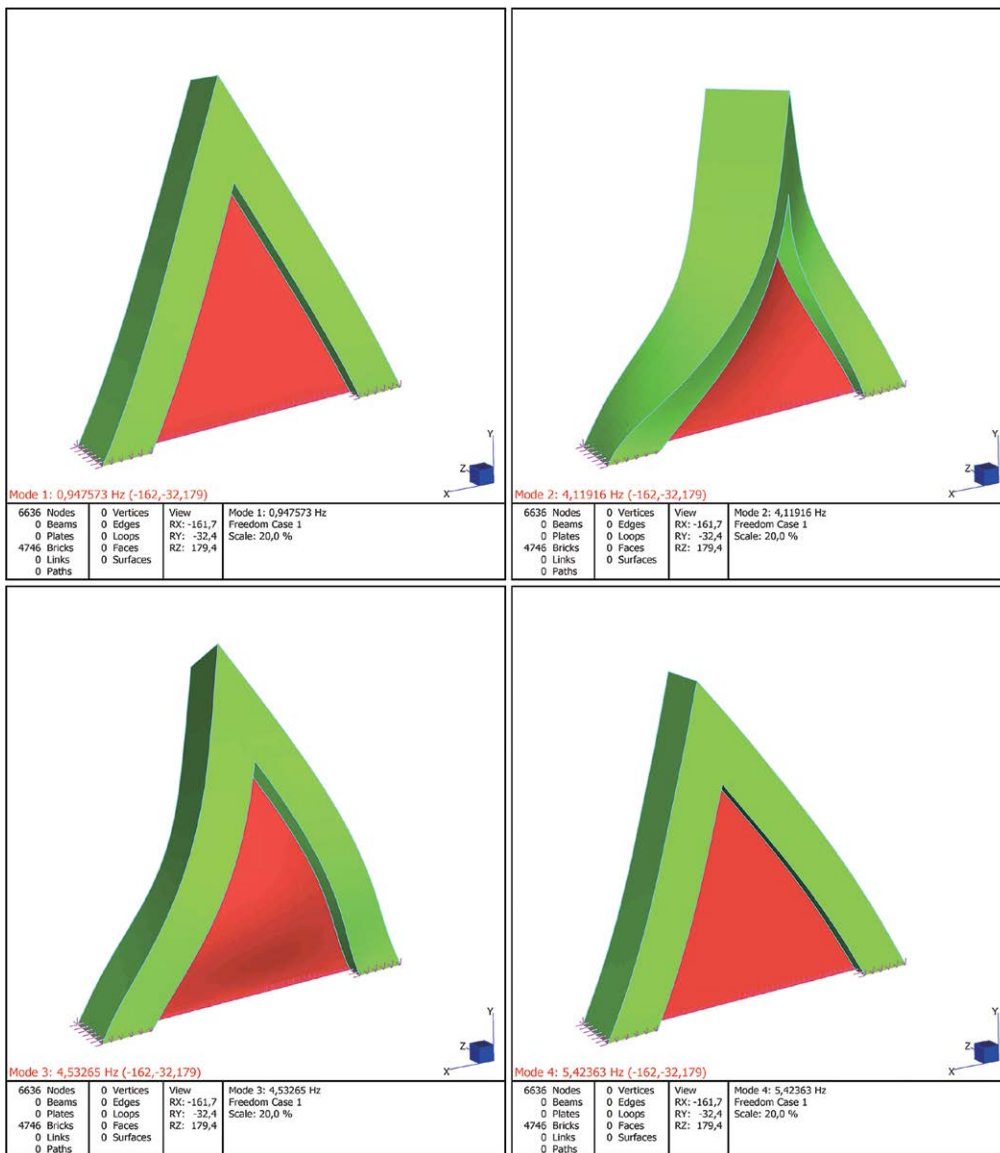 Y
Z
X
Mode 1: 0,947573 Hz (-162,-32,179)
6636 Nodes 0 Vertices View Mode 1: 0,947573 Hz
0 Beams 0 Edges RX: -161,7 Freedom Case 1
0 Plates 0 Loops RY: -32,4 Scale: 20,0 %
4746 Bricks 0 Faces RZ: 179,4
0 Links 0 Surfaces
0 Paths
Y
Z
X
Mode 2: 4,11916 Hz (-162,-32,179)
6636 Nodes 0 Vertices View Mode 2: 4,11916 Hz
0 Beams 0 Edges RX: -161,7 Freedom Case 1
0 Plates 0 Loops RY: -32,4 Scale: 20,0 %
4746 Bricks 0 Faces RZ: 179,4
0 Links 0 Surfaces
0 Paths
Y
Z
X
Mode 3: 4,53265 Hz (-162,-32,179)
6636 Nodes 0 Vertices View Mode 3: 4,53265 Hz
0 Beams 0 Edges RX: -161,7 Freedom Case 1
0 Plates 0 Loops RY: -32,4 Scale: 20,0 %
4746 Bricks 0 Faces RZ: 179,4
0 Links 0 Surfaces
0 Paths
Y
Z
X
Mode 4: 5,42363 Hz (-162,-32,179)
6636 Nodes 0 Vertices View Mode 4: 5,42363 Hz
0 Beams 0 Edges RX: -161,7 Freedom Case 1
0 Plates 0 Loops RY: -32,4 Scale: 20,0 %
4746 Bricks 0 Faces RZ: 179,4
0 Links 0 Surfaces
0 Paths